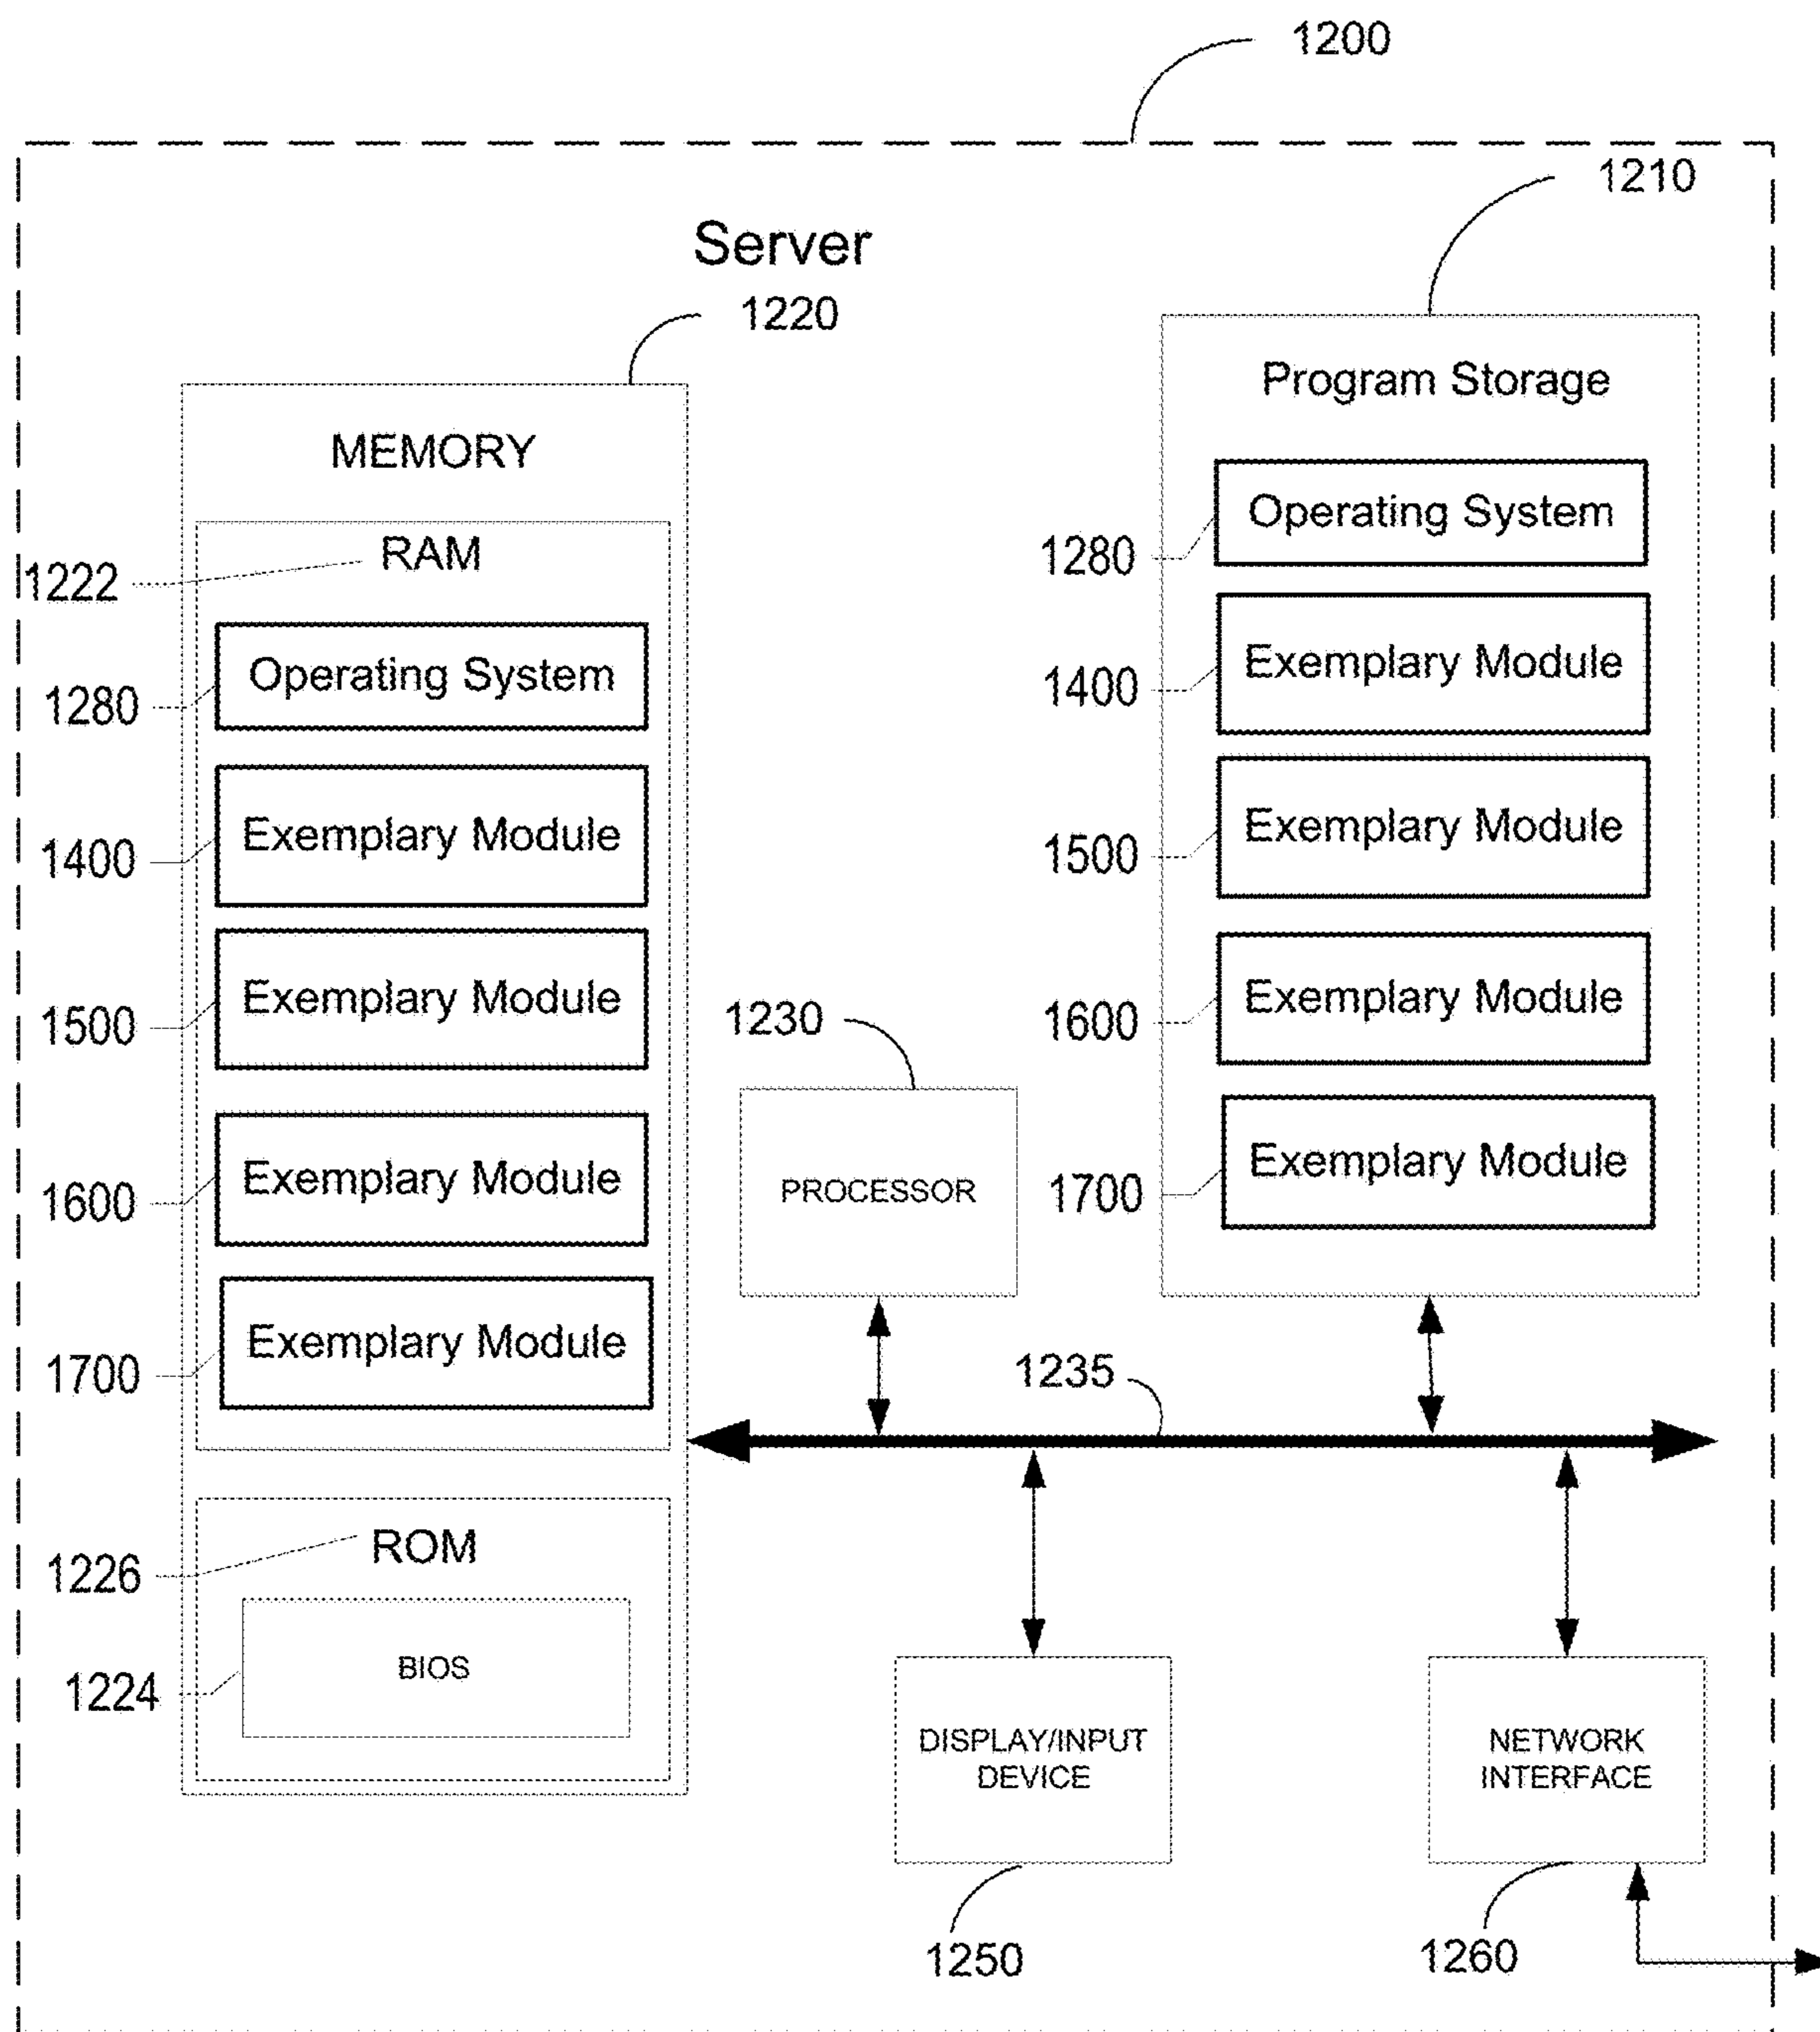 1200
1210
Server
1220
Program Storage
MEMORY
Operating System
1280
RAM
1222
Exemplary Module
1400
Operating System
1280
Exemplary Module
1500
Exemplary Module
1400
Exemplary Module
1600
Exemplary Module
1500
1230
Exemplary Module
1700
Exemplary Module
1600
PROCESSOR
Exemplary Module
1700
1235
ROM
1226
BIOS
1224
DISPLAY/INPUT
DEVICE
NETWORK
INTERFACE
1250
1260